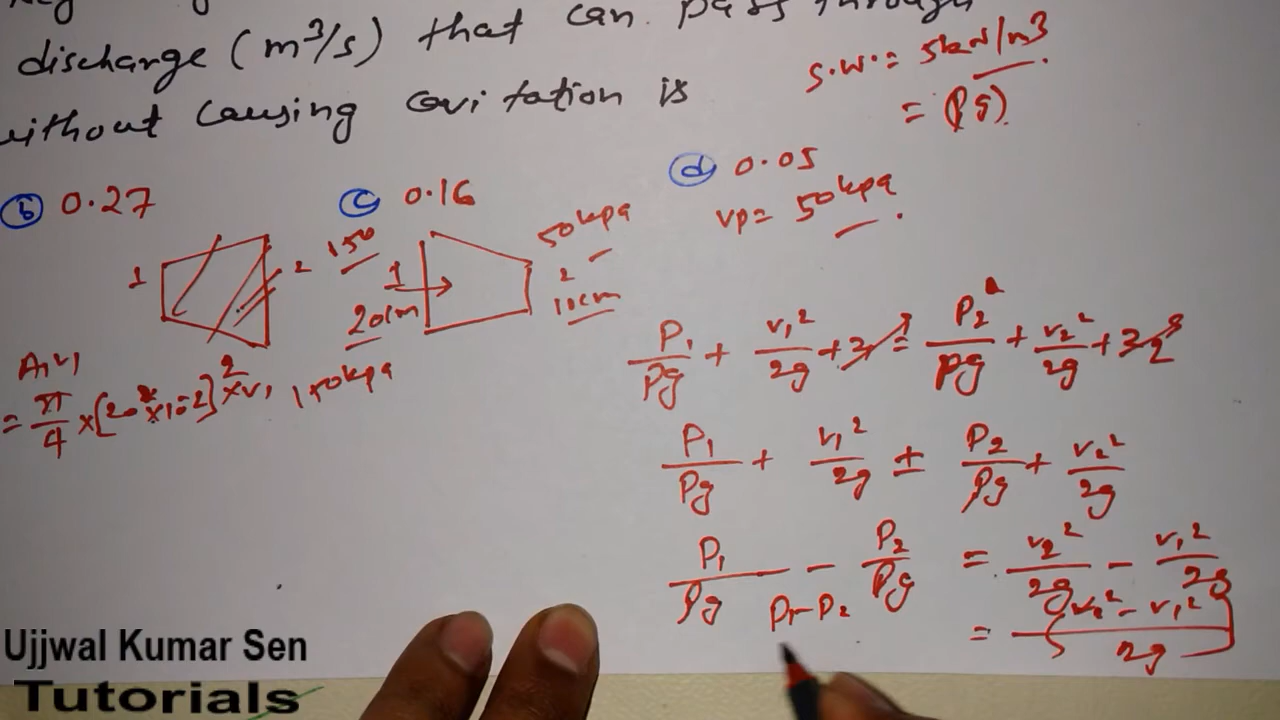 discharge (m³/s) that can pass through
without causing cavitation is
S.W. = 5kN/m3
= (ρg)
b 0.27
c 0.16
d 0.05
vp = 50kpa
1
2 150
1
20cm
150kpa
50kpa
2
10cm
A1V1
= π/4 × [20 × 10-2]² × V1
P1/ρg + V1²/2g + z1 = P2/ρg + V2²/2g + z2
P1/ρg + V1²/2g = P2/ρg + V2²/2g
P1/ρg - P2/ρg = V2²/2g - V1²/2g
P1-P2
= V2² - V1²/2g
Ujjwal Kumar Sen
Tutorials